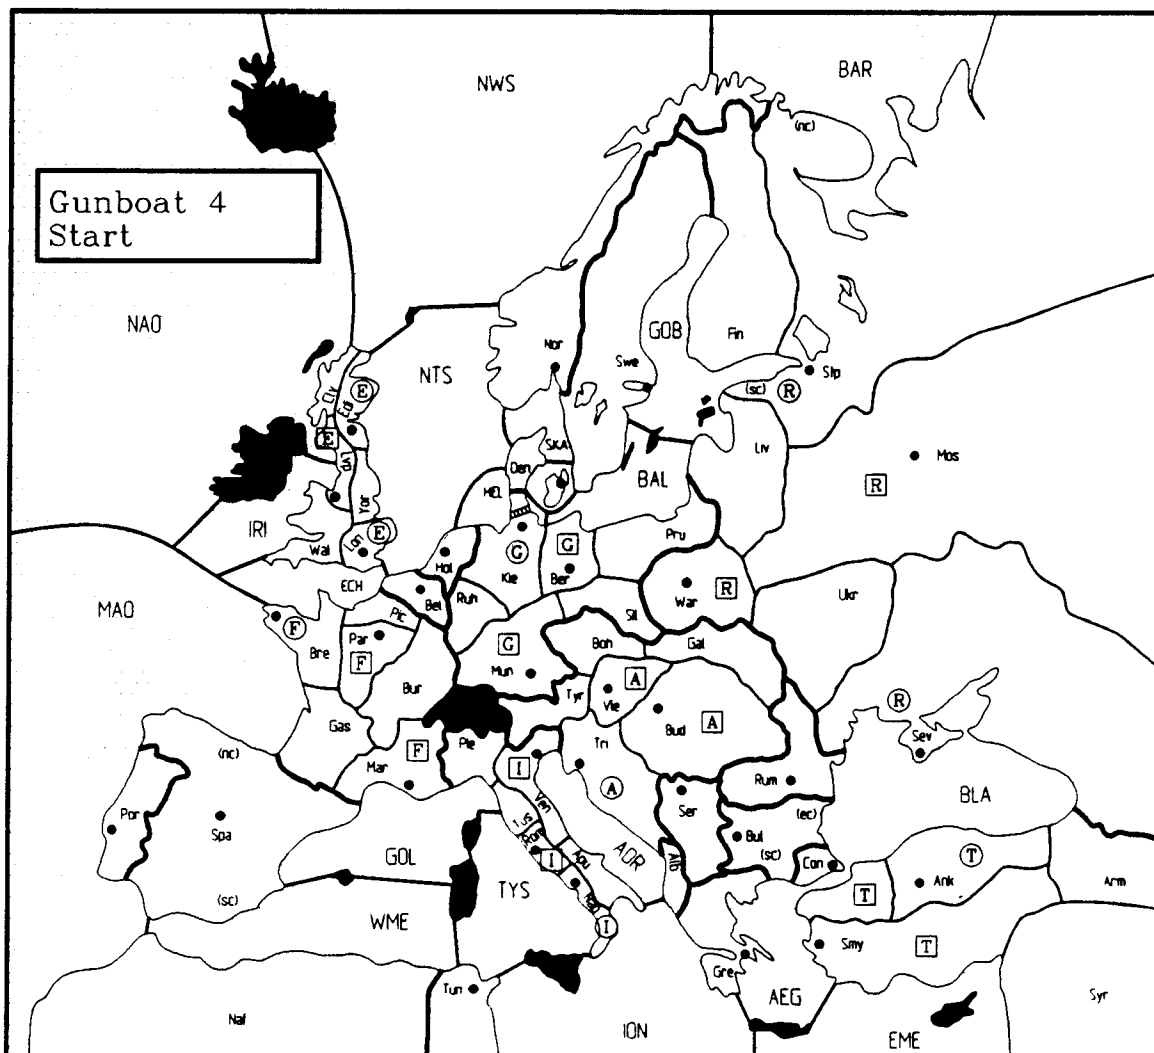 NWS
BAR
(nc)
Gunboat 4
Start
NAO
GOB
Fin
Nor
NTS
Swe
Stp
Cly
Edi
E
(sc)
R
E
SKA
Liv
Mos
Lvp
Den
BAL
R
HEL
Yor
IRI
E
Pru
Wal
Lon
Hol
G
G
Kie
Ber
ECH
Bel
Ruh
War
R
Ukr
MAO
Pic
Sil
F
Par
Boh
Gal
Bre
F
G
Mun
A
Bur
Tyr
Vie
A
R
Gas
Bud
Sev
(nc)
F
Pie
Tri
Mar
I
A
Rum
Por
Ser
BLA
Spa
Ven
(ec)
Tus
Bul
Rom
(sc)
GOL
ADR
Con
T
I
Apu
Alb
TYS
Ank
Arm
(sc)
Nap
T
WME
I
Smy
T
Gre
Tun
AEG
Syr
Naf
ION
EME